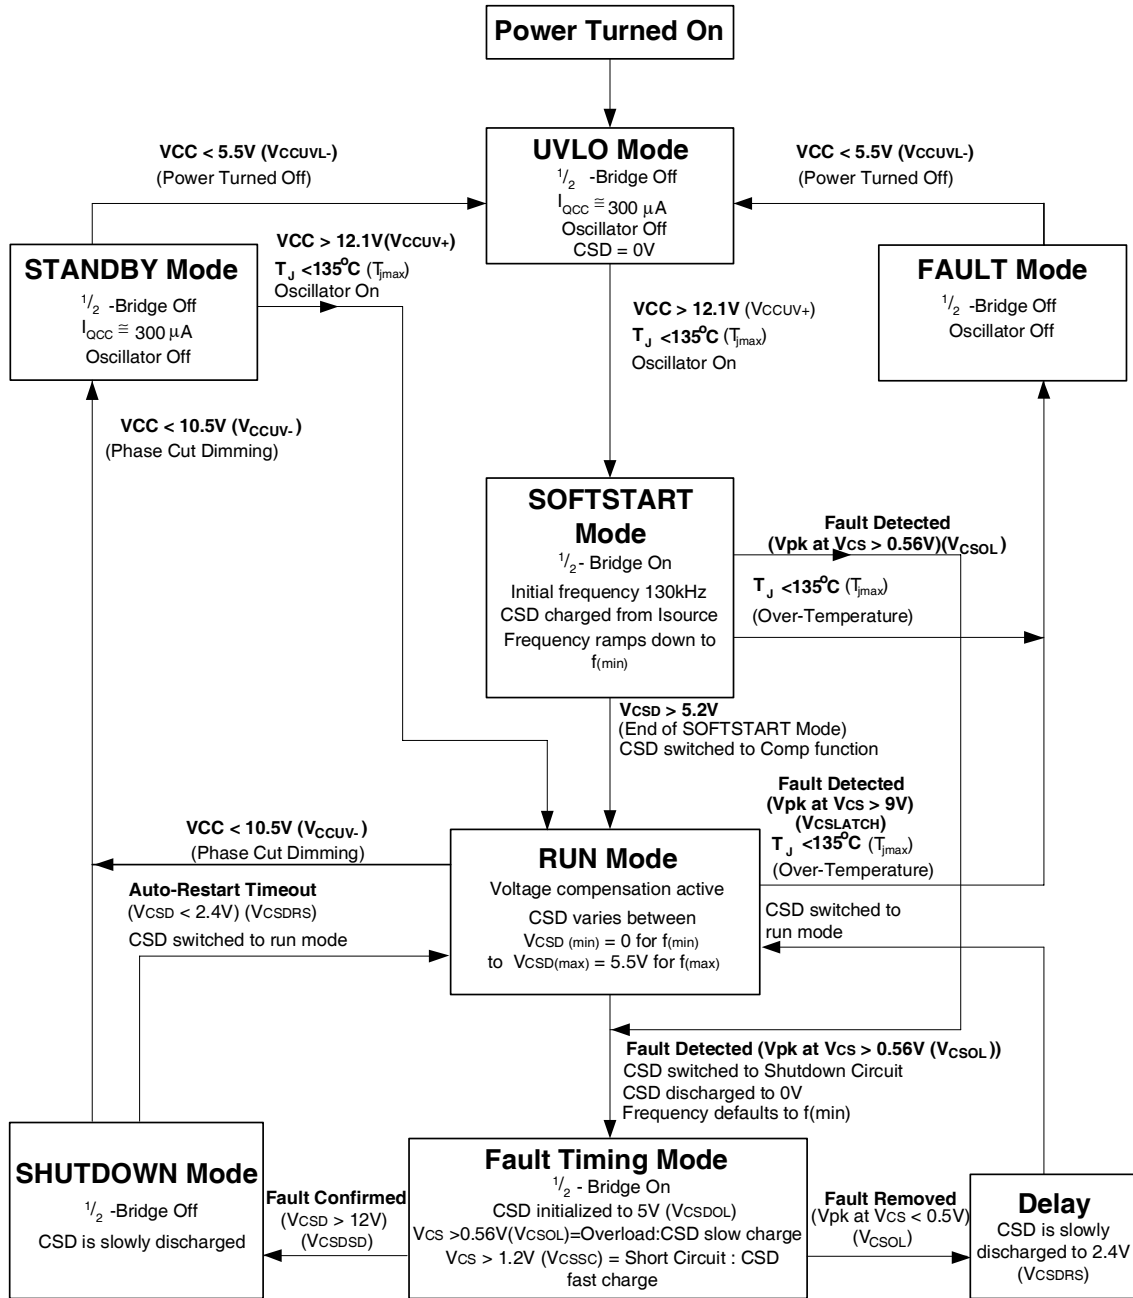 Power Turned On
UVLO Mode
1/2 -Bridge Off
IQCC ≅ 300 µA
Oscillator Off
CSD = 0V
VCC < 5.5V (VCCUVL-)
(Power Turned Off)
VCC < 5.5V (VCCUVL-)
(Power Turned Off)
STANDBY Mode
1/2 -Bridge Off
IQCC ≅ 300 µA
Oscillator Off
VCC > 12.1V(VCCUV+)
TJ <135°C (Tjmax)
Oscillator On
FAULT Mode
1/2 -Bridge Off
Oscillator Off
VCC > 12.1V (VCCUV+)
TJ <135°C (Tjmax)
Oscillator On
VCC < 10.5V (VCCUV-)
(Phase Cut Dimming)
SOFTSTART
Mode
1/2 - Bridge On
Initial frequency 130kHz
CSD charged from Isource
Frequency ramps down to
f(min)
Fault Detected
(Vpk at VCS > 0.56V)(VCSOL)
TJ <135°C (Tjmax)
(Over-Temperature)
VCSD > 5.2V
(End of SOFTSTART Mode)
CSD switched to Comp function
Fault Detected
(Vpk at VCS > 9V)
(VCSLATCH)
TJ <135°C (Tjmax)
(Over-Temperature)
VCC < 10.5V (VCCUV-)
(Phase Cut Dimming)
RUN Mode
Voltage compensation active
CSD varies between
VCSD (min) = 0 for f(min)
to VCSD(max) = 5.5V for f(max)
Auto-Restart Timeout
(VCSD < 2.4V) (VCSDRS)
CSD switched to run mode
CSD switched to
run mode
Fault Detected (Vpk at VCS > 0.56V (VCSOL))
CSD switched to Shutdown Circuit
CSD discharged to 0V
Frequency defaults to f(min)
SHUTDOWN Mode
1/2 -Bridge Off
CSD is slowly discharged
Fault Confirmed
(VCSD > 12V)
(VCSDSD)
Fault Timing Mode
1/2 - Bridge On
CSD initialized to 5V (VCSDOL)
VCS >0.56V(VCSOL)=Overload:CSD slow charge
VCS > 1.2V (VCSSC) = Short Circuit : CSD
fast charge
Fault Removed
(Vpk at VCS < 0.5V)
(VCSOL)
Delay
CSD is slowly
discharged to 2.4V
(VCSDRS)